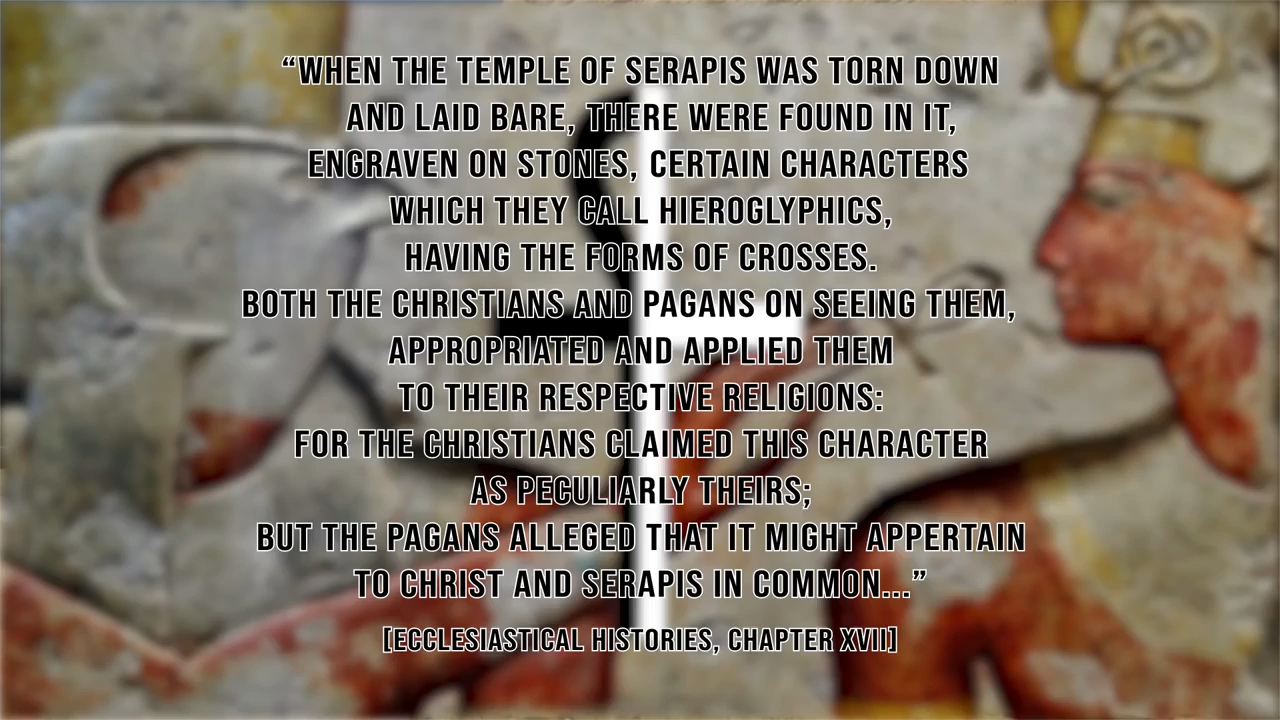 “WHEN THE TEMPLE OF SERAPIS WAS TORN DOWN
AND LAID BARE, THERE WERE FOUND IN IT,
ENGRAVEN ON STONES, CERTAIN CHARACTERS
WHICH THEY CALL HIEROGLYPHICS,
HAVING THE FORMS OF CROSSES.
BOTH THE CHRISTIANS AND PAGANS ON SEEING THEM,
APPROPRIATED AND APPLIED THEM
TO THEIR RESPECTIVE RELIGIONS:
FOR THE CHRISTIANS CLAIMED THIS CHARACTER
AS PECULIARLY THEIRS;
BUT THE PAGANS ALLEGED THAT IT MIGHT APPERTAIN
TO CHRIST AND SERAPIS IN COMMON...”
[ECCLESIASTICAL HISTORIES, CHAPTER XVII]